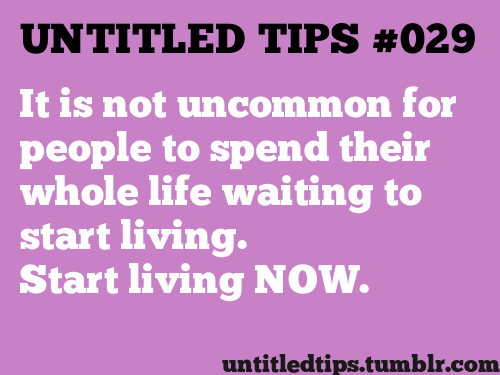 UNTITLED TIPS #029
It is not uncommon for
people to spend their
whole life waiting to
start living.
Start living NOW.
untitledtips.tumblr.com